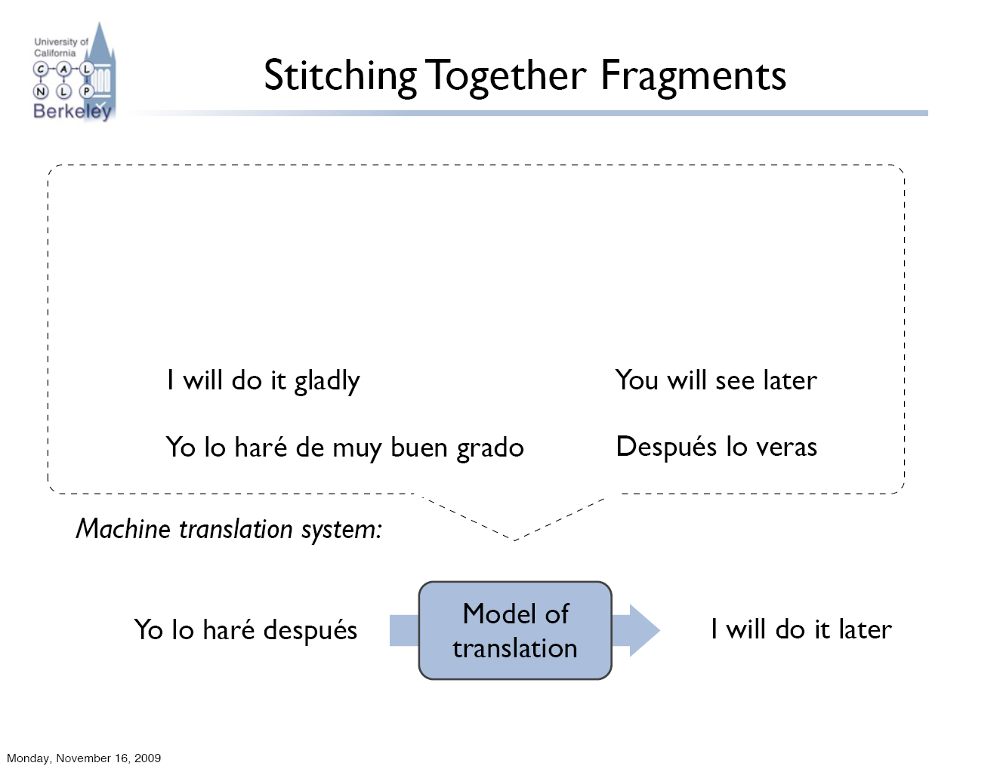 University of
California
C A L
N L P
Berkeley
Stitching Together Fragments
I will do it gladly
You will see later
Yo lo haré de muy buen grado
Después lo veras
Machine translation system:
Yo lo haré después
Model of
translation
I will do it later
Monday, November 16, 2009